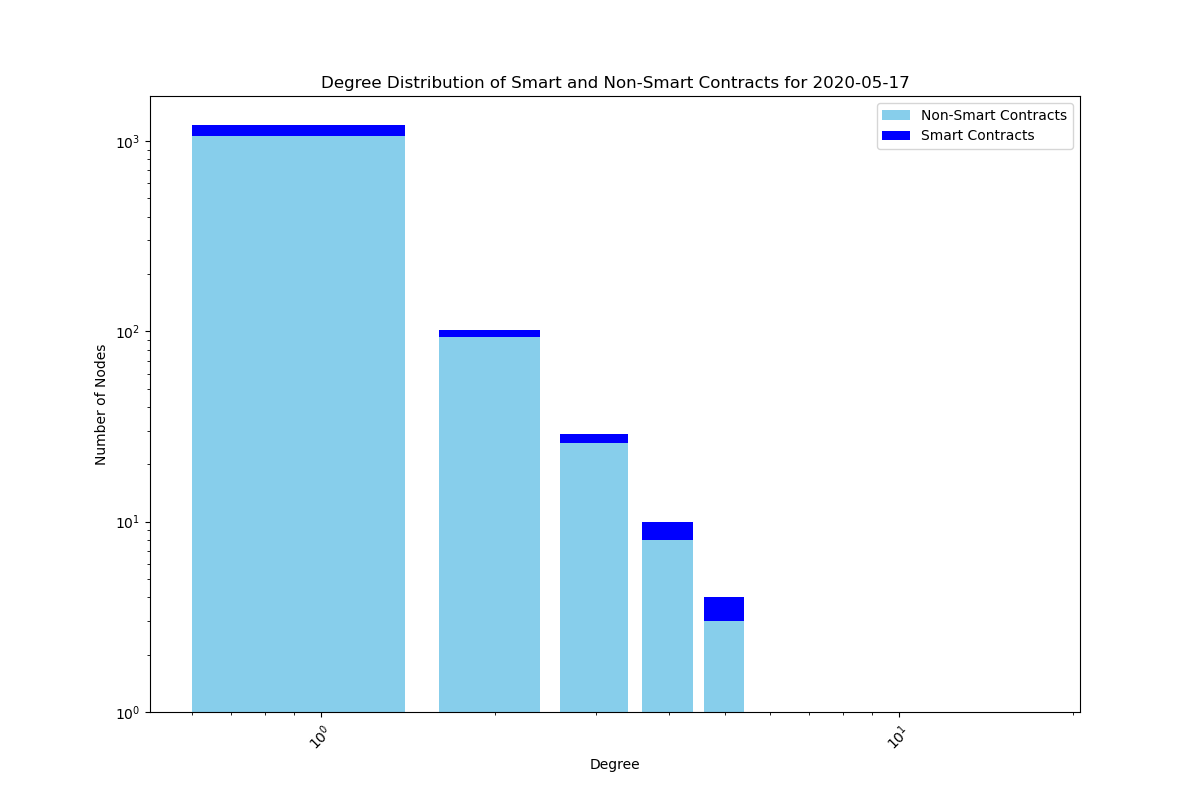 Degree Distribution of Smart and Non-Smart Contracts for 2020-05-17
Non-Smart Contracts
Smart Contracts
10³
10²
10¹
10⁰
Number of Nodes
10⁰
10¹
Degree